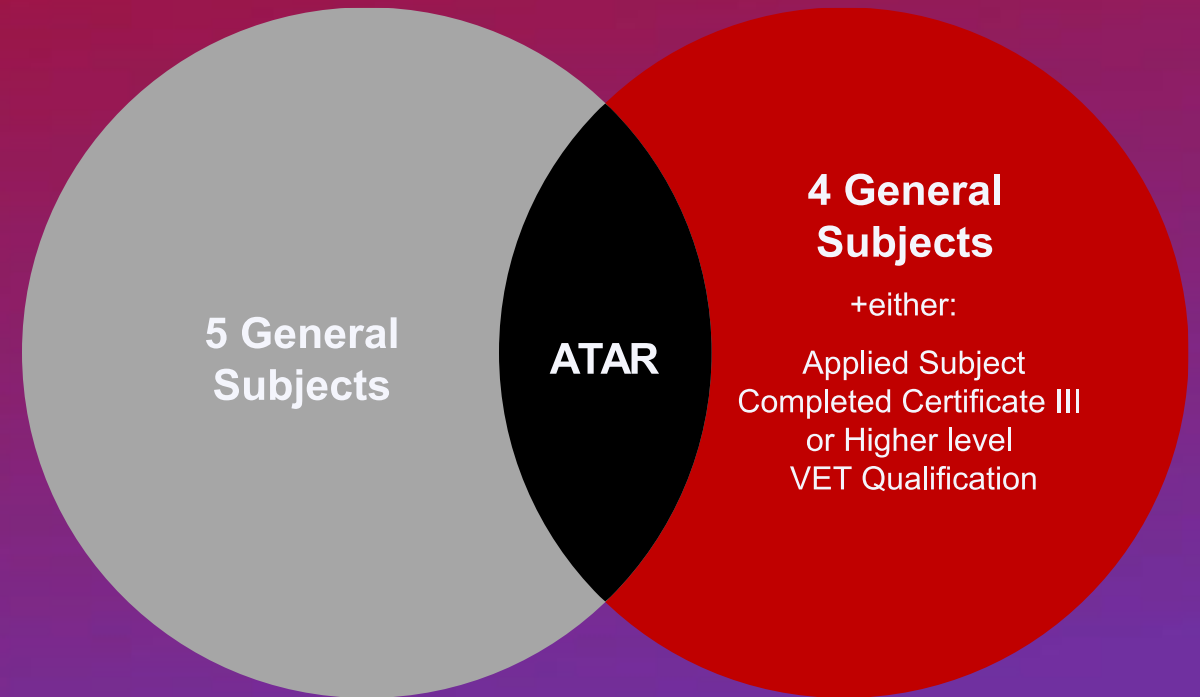 5 General
Subjects
ATAR
4 General
Subjects
+either:
Applied Subject
Completed Certificate III
or Higher level
VET Qualification